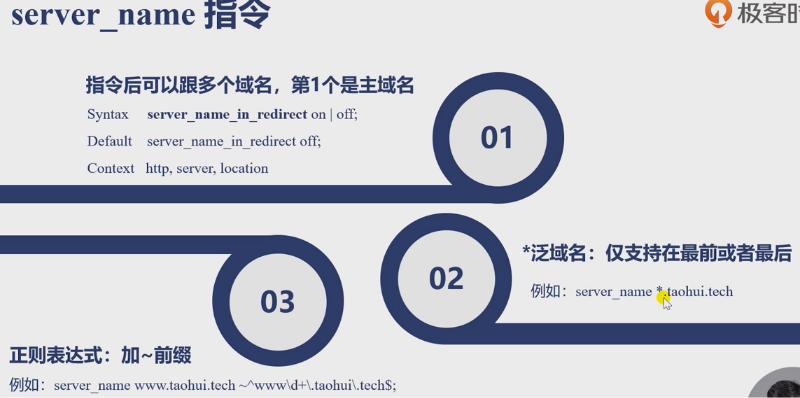 server_name 指令
极客时
指令后可以跟多个域名，第1个是主域名
Syntax server_name_in_redirect on | off;
Default server_name_in_redirect off;
Context http, server, location
01
02
*泛域名：仅支持在最前或者最后
例如：server_name *.taohui.tech
03
正则表达式：加~前缀
例如：server_name www.taohui.tech ~^www\d+\.taohui\.tech$;